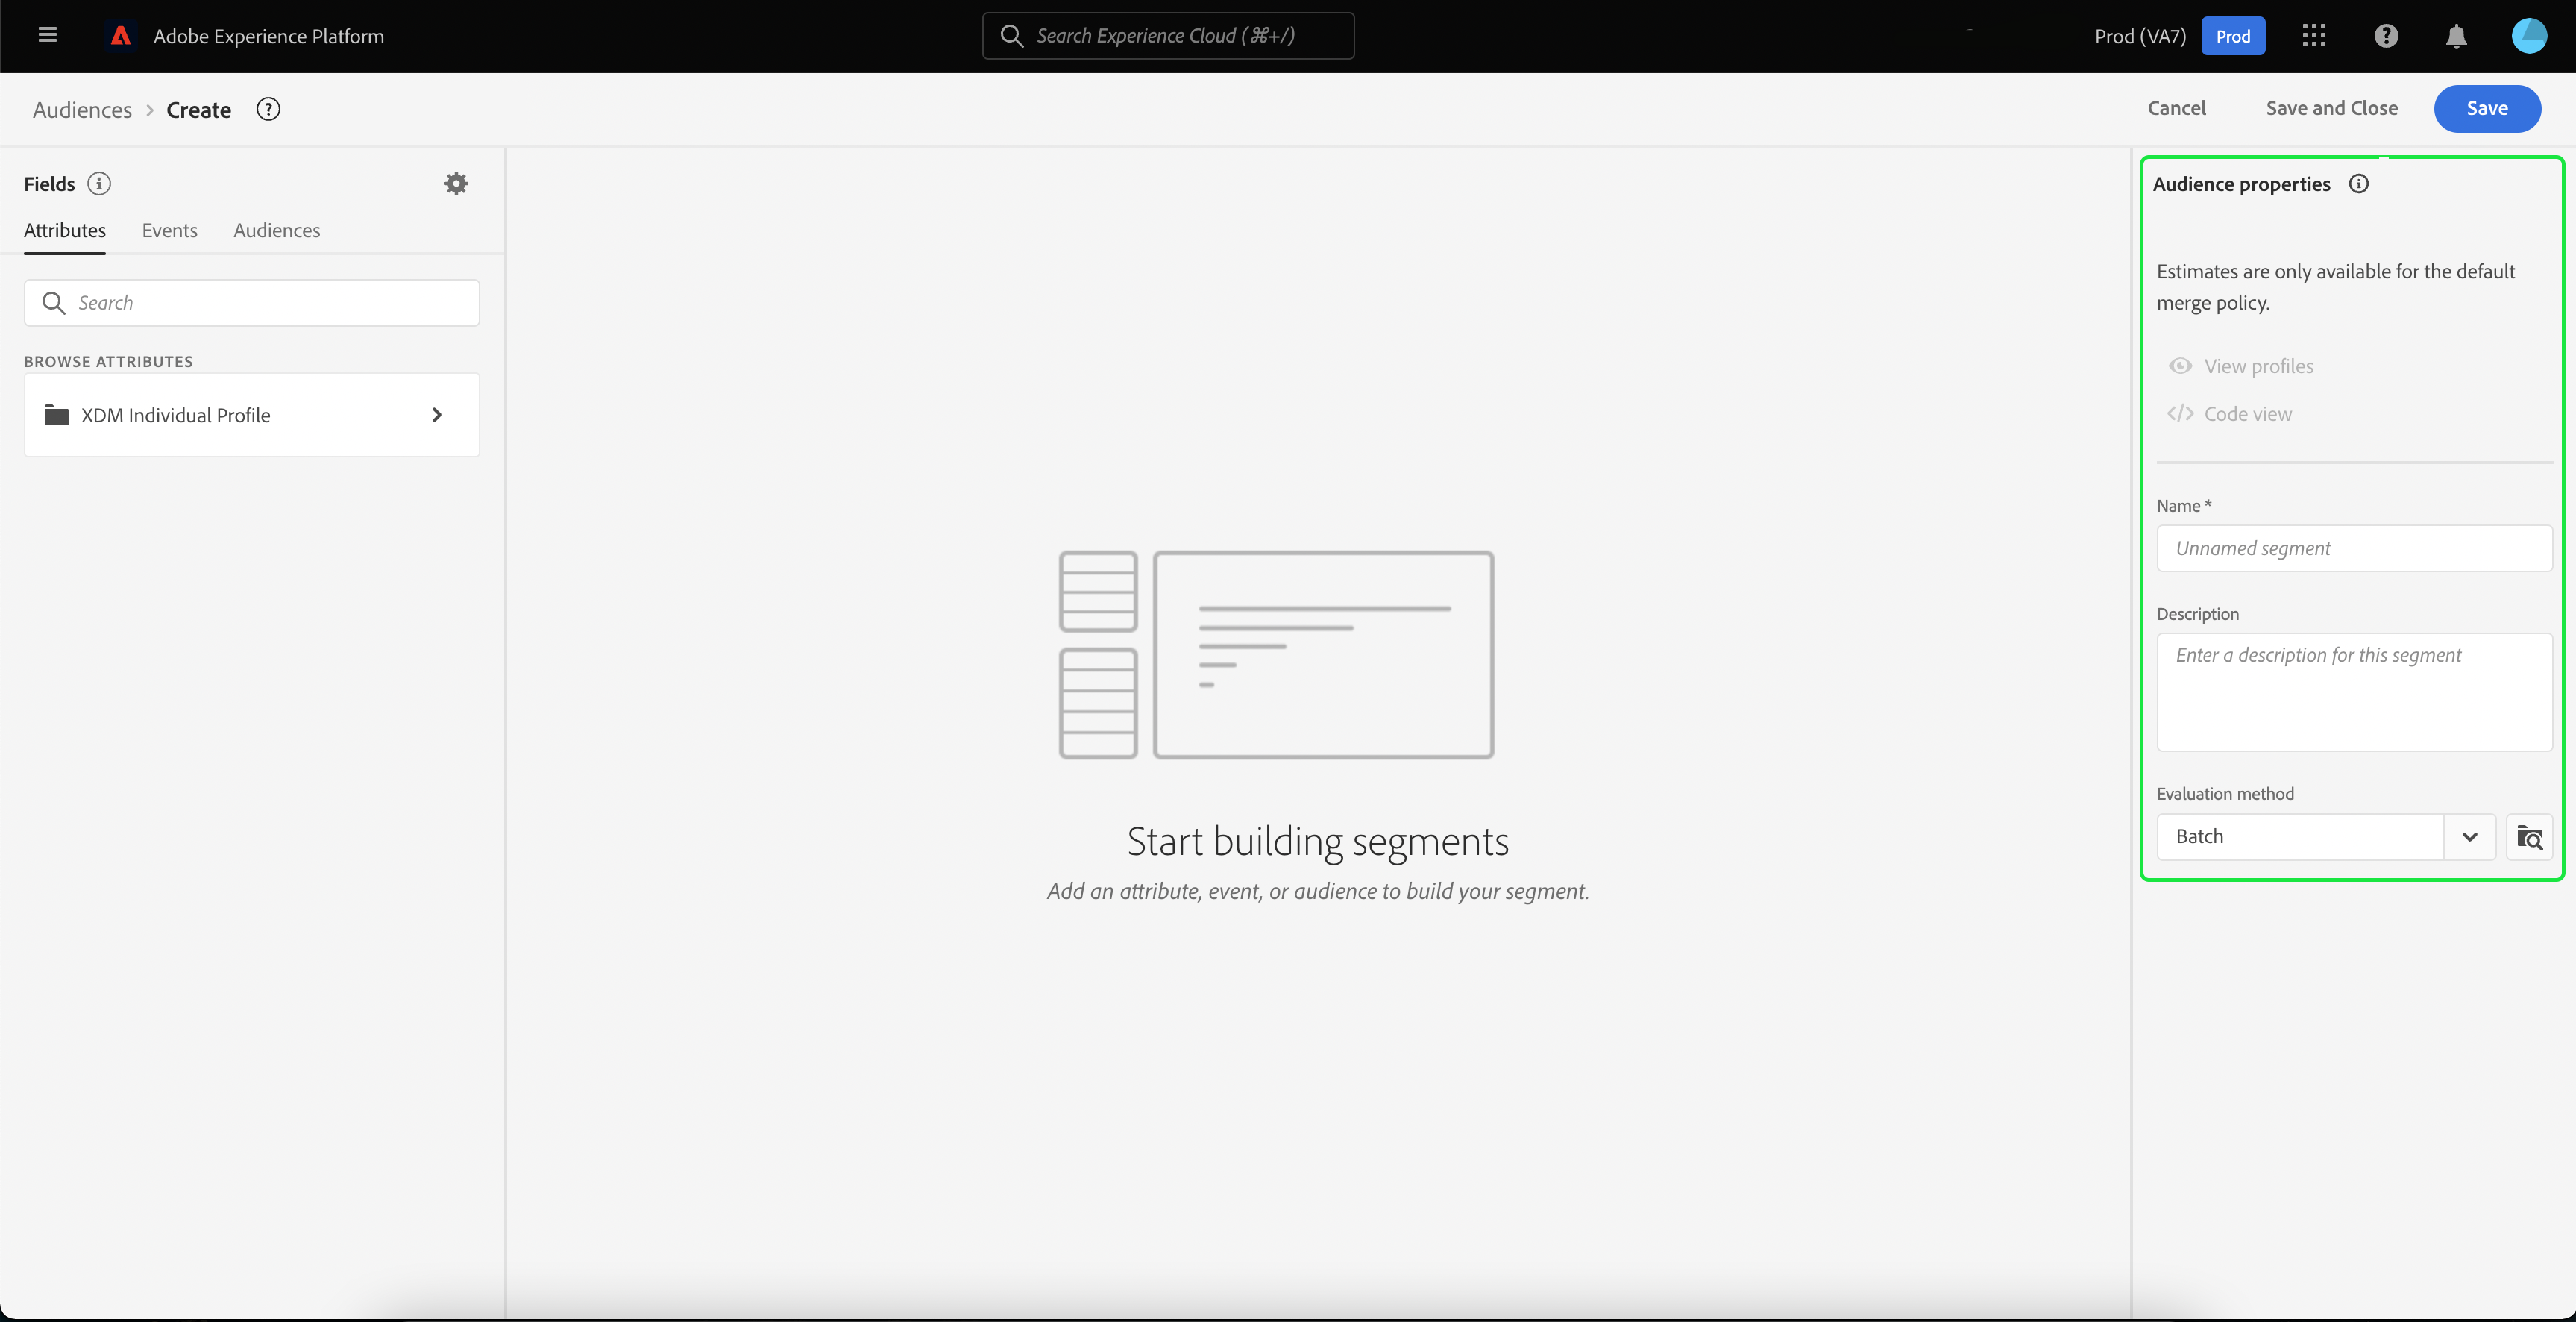 Adobe Experience Platform
Search Experience Cloud (⌘+/)
Prod (VA7)
Prod
Audiences > Create
Cancel
Save and Close
Save
Fields
Attributes
Events
Audiences
Search
BROWSE ATTRIBUTES
XDM Individual Profile
Start building segments
Add an attribute, event, or audience to build your segment.
Audience properties
Estimates are only available for the default
merge policy.
View profiles
</> Code view
Name *
Unnamed segment
Description
Enter a description for this segment
Evaluation method
Batch